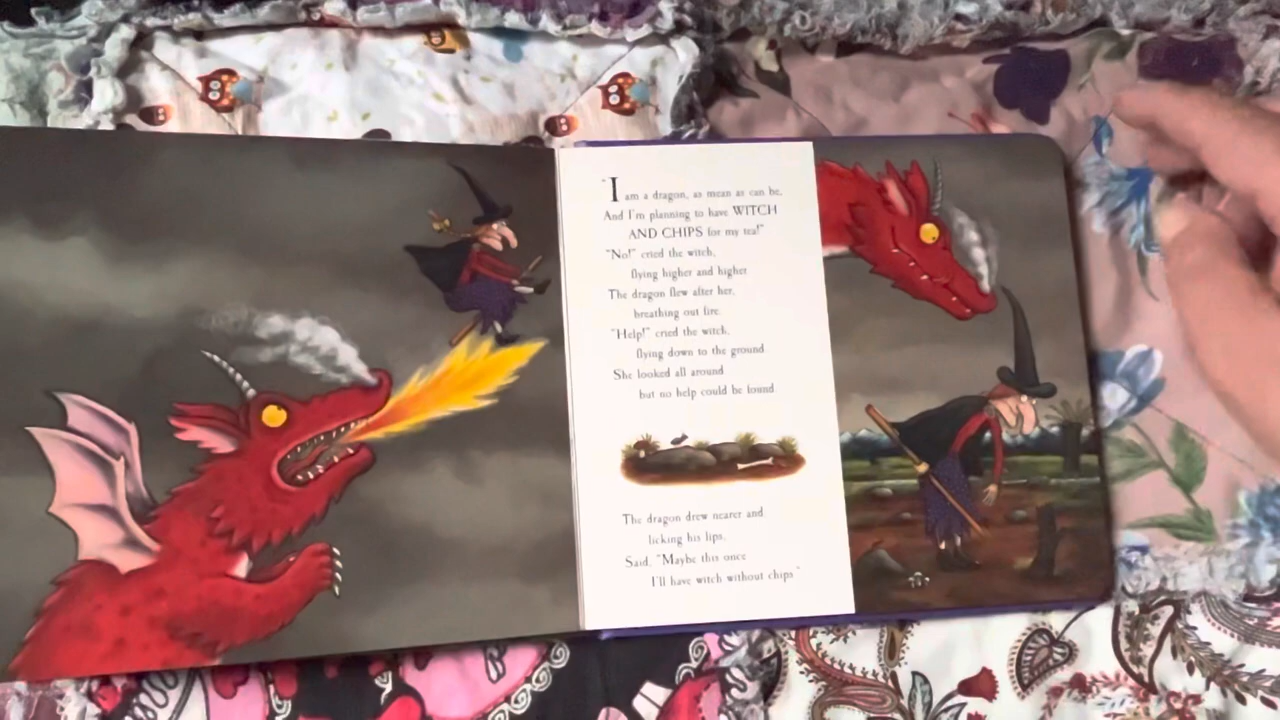 "I am a dragon, as mean as can be,
And I'm planning to have WITCH
AND CHIPS for my tea!"
"No!" cried the witch,
flying higher and higher.
The dragon flew after her,
breathing out fire.
"Help!" cried the witch,
flying down to the ground.
She looked all around
but no help could be found.
The dragon drew nearer and,
licking his lips,
Said, "Maybe this once
I'll have witch without chips."